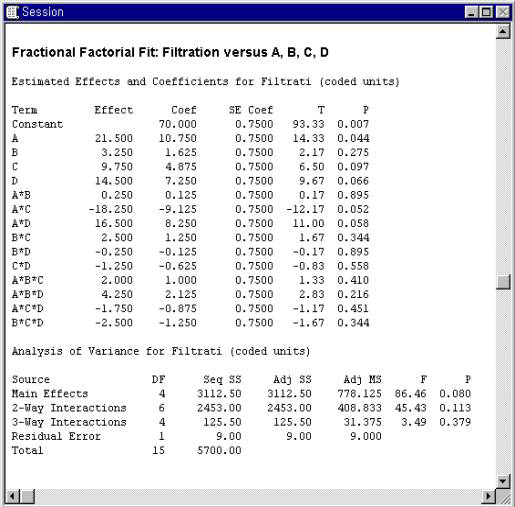 Session
Fractional Factorial Fit: Filtration versus A, B, C, D
Estimated Effects and Coefficients for Filtrati (coded units)
Term Effect Coef SE Coef T P
Constant 70.000 0.7500 93.33 0.007
A 21.500 10.750 0.7500 14.33 0.044
B 3.250 1.625 0.7500 2.17 0.275
C 9.750 4.875 0.7500 6.50 0.097
D 14.500 7.250 0.7500 9.67 0.066
A*B 0.250 0.125 0.7500 0.17 0.895
A*C -18.250 -9.125 0.7500 -12.17 0.052
A*D 16.500 8.250 0.7500 11.00 0.058
B*C 2.500 1.250 0.7500 1.67 0.344
B*D -0.250 -0.125 0.7500 -0.17 0.895
C*D -1.250 -0.625 0.7500 -0.83 0.558
A*B*C 2.000 1.000 0.7500 1.33 0.410
A*B*D 4.250 2.125 0.7500 2.83 0.216
A*C*D -1.750 -0.875 0.7500 -1.17 0.451
B*C*D -2.500 -1.250 0.7500 -1.67 0.344
Analysis of Variance for Filtrati (coded units)
Source DF Seq SS Adj SS Adj MS F P
Main Effects 4 3112.50 3112.50 778.125 86.46 0.080
2-Way Interactions 6 2453.00 2453.00 408.833 45.43 0.113
3-Way Interactions 4 125.50 125.50 31.375 3.49 0.379
Residual Error 1 9.00 9.00 9.000
Total 15 5700.00